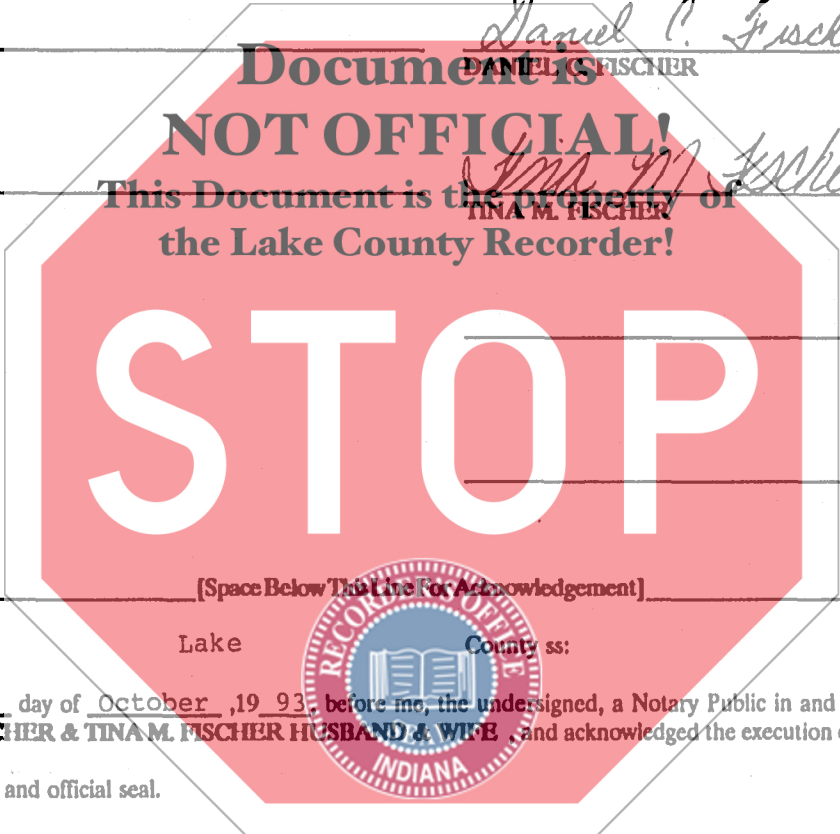 Daniel C. Fisch
Document is
DANIEL C. FISCHER
NOT OFFICIAL!
Tina M Fische
This Document is the property of
TINA M. FISCHER
the Lake County Recorder!
STOP
[Space Below This Line For Acknowledgement]
RECORDER'S OFFICE
Lake County ss:
day of October ,19 93, before me, the undersigned, a Notary Public in and
HER & TINA M. FISCHER HUSBAND & WIFE , and acknowledged the execution
INDIANA
and official seal.